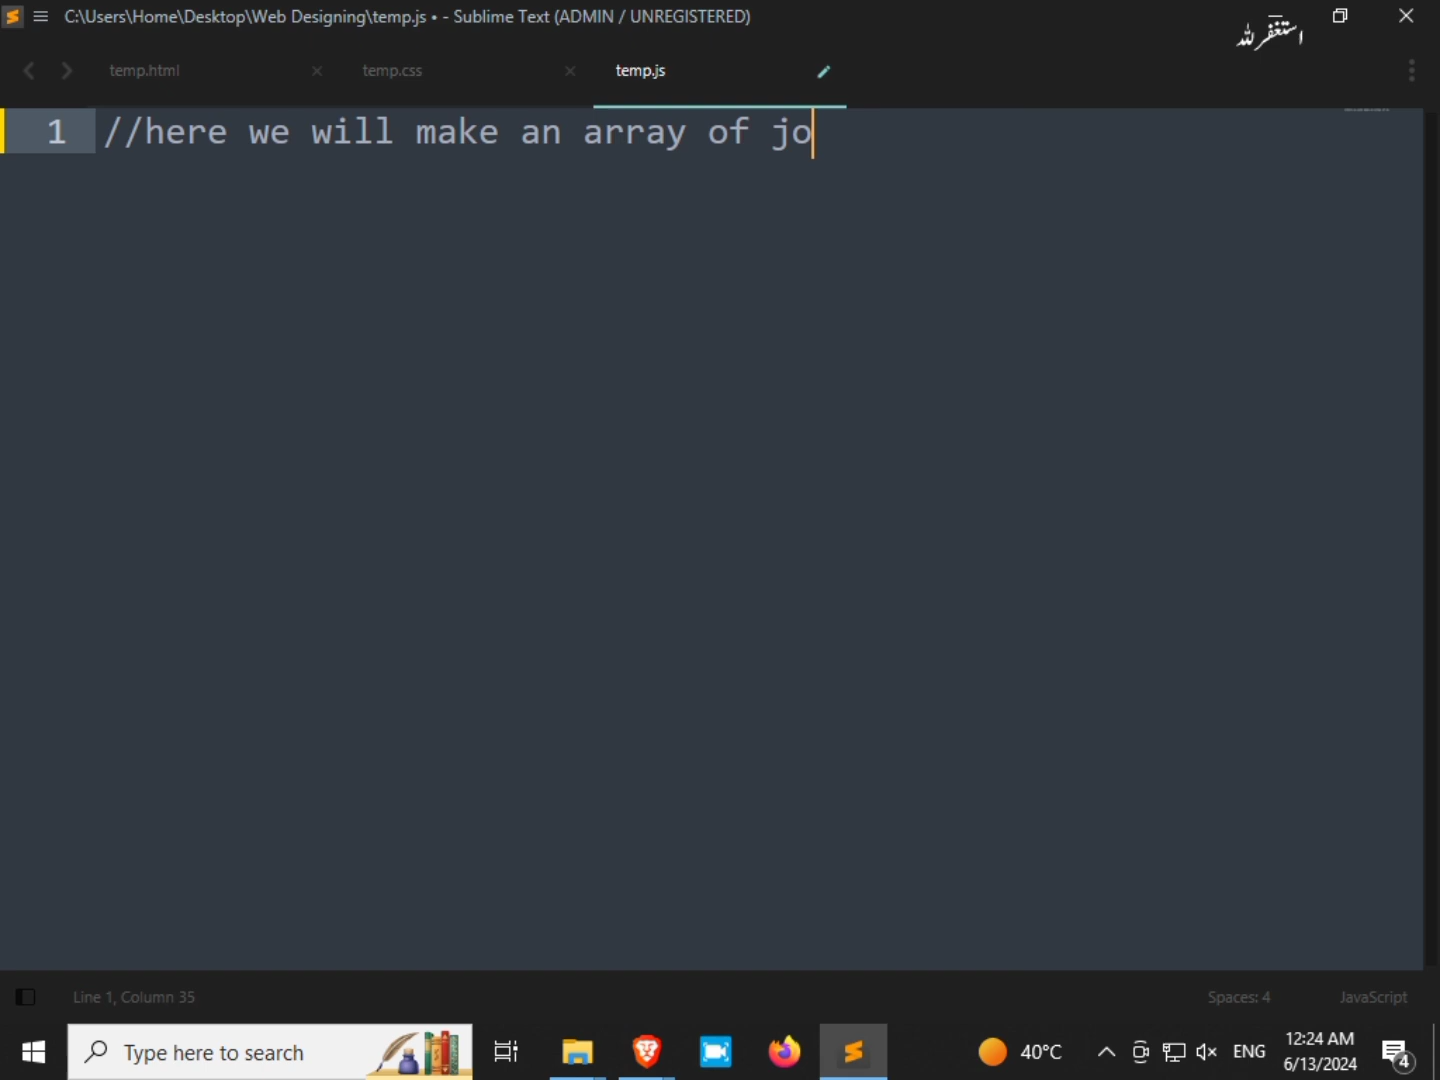 C:\Users\Home\Desktop\Web Designing\temp.js • - Sublime Text (ADMIN / UNREGISTERED)
استغفر لله
temp.html
temp.css
temp.js
1 //here we will make an array of jo
Line 1, Column 35
Spaces: 4
JavaScript
Type here to search
40°C
ENG
12:24 AM
6/13/2024
4